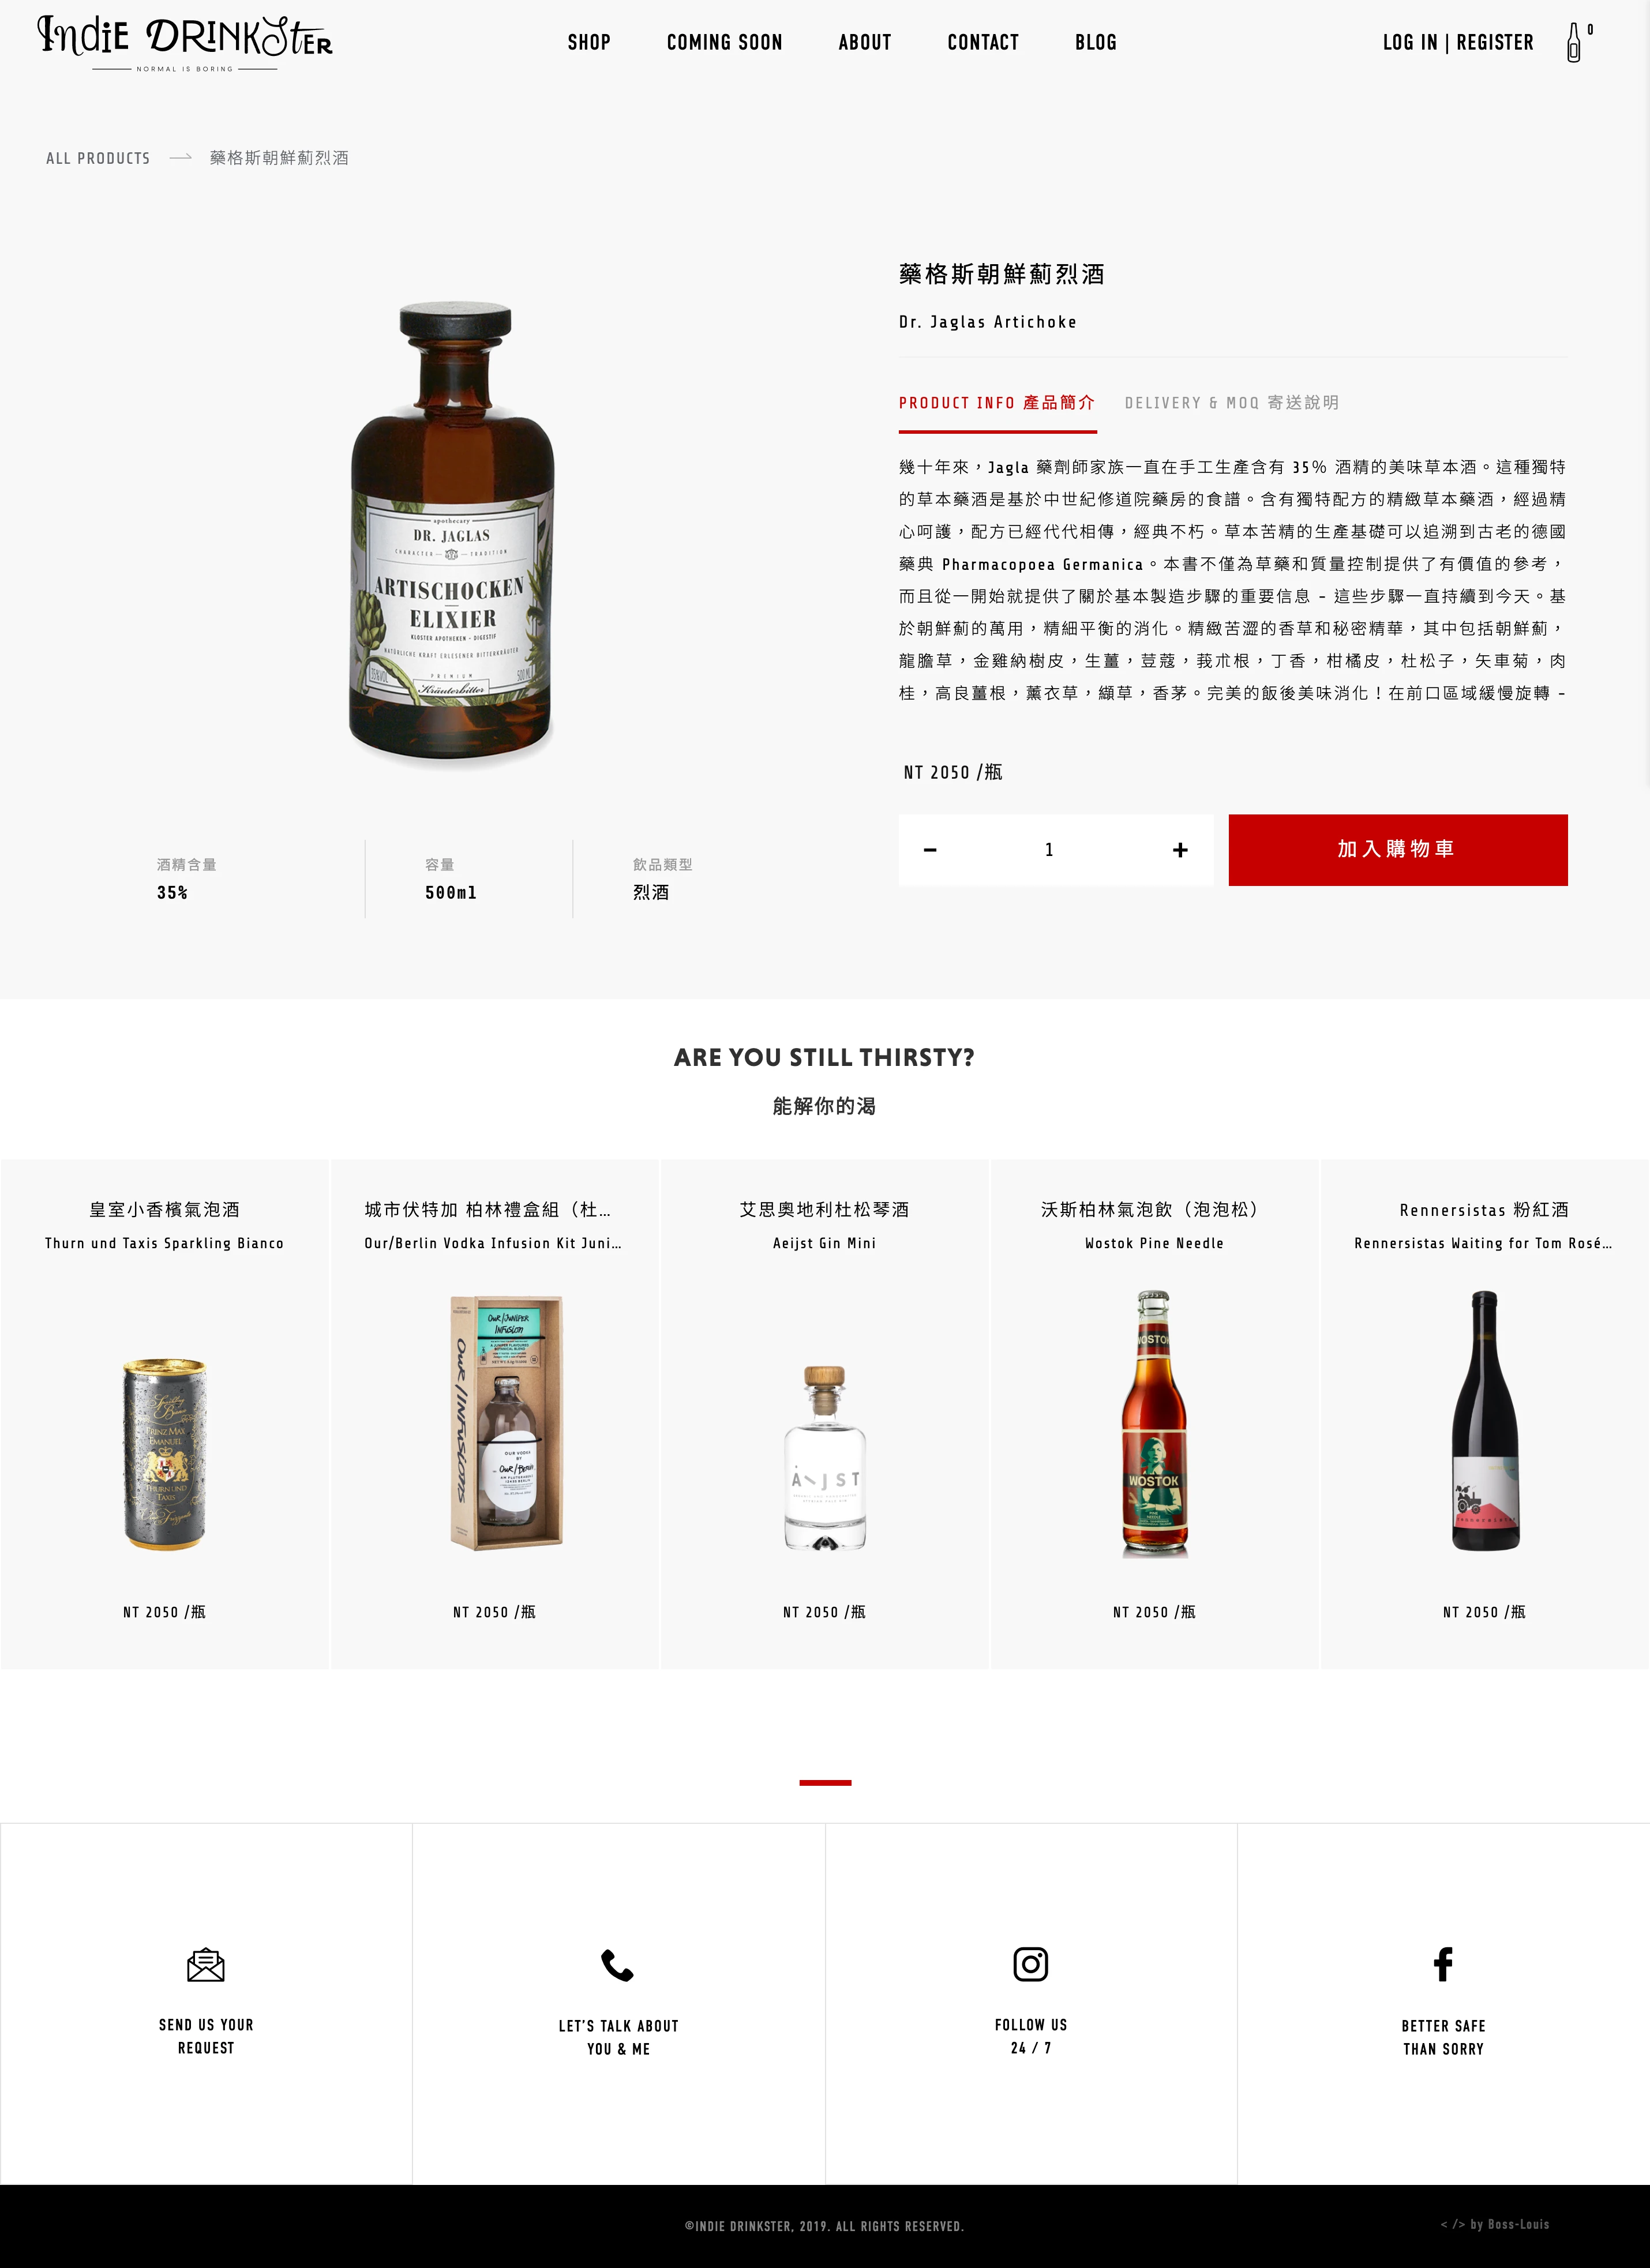 IndiE DRINKSTER
NORMAL IS BORING
SHOP COMING SOON ABOUT CONTACT BLOG
LOG IN | REGISTER 0
ALL PRODUCTS 藥格斯朝鮮薊烈酒
藥格斯朝鮮薊烈酒
Dr. Jaglas Artichoke
PRODUCT INFO 產品簡介 DELIVERY & MOQ 寄送說明
幾十年來，Jagla 藥劑師家族一直在手工生產含有 35% 酒精的美味草本酒。這種獨特
的草本藥酒是基於中世紀修道院藥房的食譜。含有獨特配方的精緻草本藥酒，經過精
心呵護，配方已經代代相傳，經典不朽。草本苦精的生產基礎可以追溯到古老的德國
藥典 Pharmacopoea Germanica。本書不僅為草藥和質量控制提供了有價值的參考，
而且從一開始就提供了關於基本製造步驟的重要信息 - 這些步驟一直持續到今天。基
於朝鮮薊的萬用，精細平衡的消化。精緻苦澀的香草和秘密精華，其中包括朝鮮薊，
龍膽草，金雞納樹皮，生薑，荳蔻，莪朮根，丁香，柑橘皮，杜松子，矢車菊，肉
桂，高良薑根，薰衣草，纈草，香茅。完美的飯後美味消化！在前口區域緩慢旋轉 -
NT 2050 /瓶
− 1 +
加入購物車
apothecary
DR. JAGLAS
CHARACTER TRADITION
ARTISCHOCKEN
ELIXIER
KLOSTER APOTHEKEN • DIGESTIF
NATÜRLICHE KRAFT ERLESENER BITTERKRÄUTER
PREMIUM
35%VOL Kräuterbitter 500ML
酒精含量 容量 飲品類型
35% 500ml 烈酒
ARE YOU STILL THIRSTY?
能解你的渴
皇室小香檳氣泡酒
Thurn und Taxis Sparkling Bianco
PRINZ MAX
EMANUEL
THURN UND
TAXIS
NT 2050 /瓶
城市伏特加 柏林禮盒組（杜...
Our/Berlin Vodka Infusion Kit Juni...
Our/Juniper
Infusion
Our/Infusions
OUR VODKA
BY
Our/Berlin
NT 2050 /瓶
艾思奧地利杜松琴酒
Aeijst Gin Mini
NT 2050 /瓶
沃斯柏林氣泡飲（泡泡松）
Wostok Pine Needle
WOSTOK
WOSTOK
PINE
NEEDLE
NT 2050 /瓶
Rennersistas 粉紅酒
Rennersistas Waiting for Tom Rosé...
NT 2050 /瓶
SEND US YOUR
REQUEST
LET'S TALK ABOUT
YOU & ME
FOLLOW US
24 / 7
BETTER SAFE
THAN SORRY
©INDIE DRINKSTER, 2019. ALL RIGHTS RESERVED.
< /> by Boss-Louis